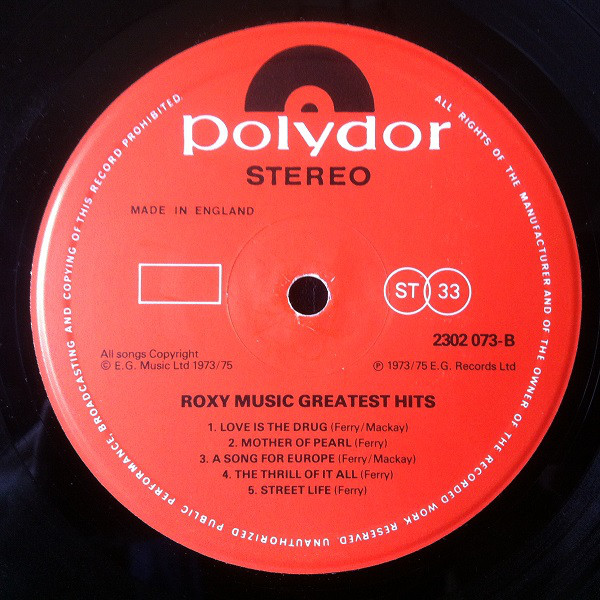 polydor
STEREO
MADE IN ENGLAND
ST 33
2302 073-B
All songs Copyright
© E.G. Music Ltd 1973/75
℗ 1973/75 E.G. Records Ltd
ROXY MUSIC GREATEST HITS
1. LOVE IS THE DRUG (Ferry/Mackay)
2. MOTHER OF PEARL (Ferry)
3. A SONG FOR EUROPE (Ferry/Mackay)
4. THE THRILL OF IT ALL (Ferry)
5. STREET LIFE (Ferry)
ALL RIGHTS OF THE MANUFACTURER AND OF THE OWNER OF THE RECORDED WORK RESERVED. UNAUTHORIZED PUBLIC PERFORMANCE, BROADCASTING AND COPYING OF THIS RECORD PROHIBITED.